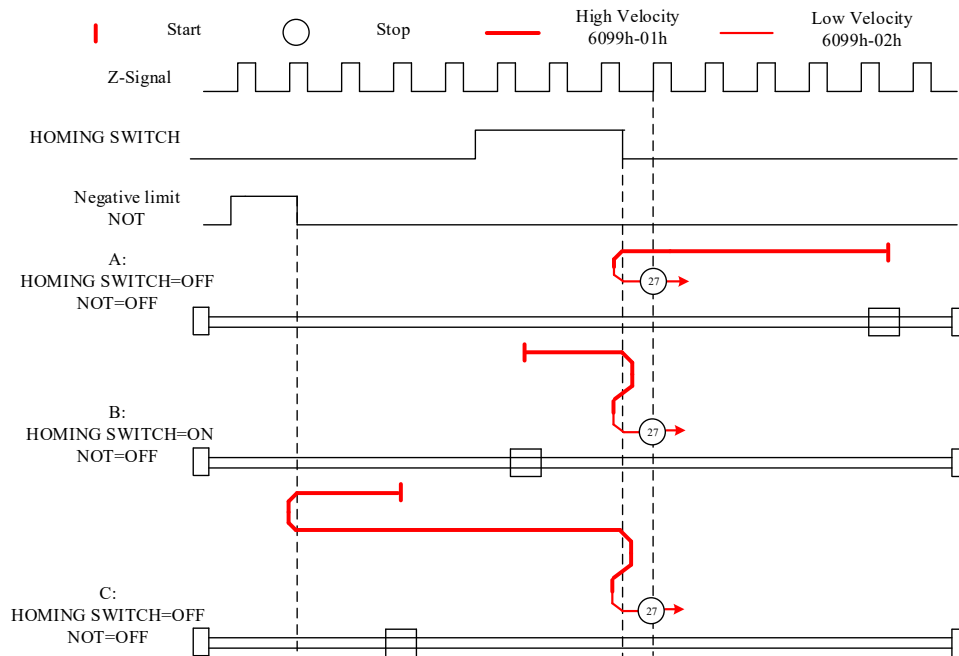 Start
Stop
High Velocity
6099h-01h
Low Velocity
6099h-02h
Z-Signal
HOMING SWITCH
Negative limit
NOT
A:
HOMING SWITCH=OFF
NOT=OFF
27
B:
HOMING SWITCH=ON
NOT=OFF
27
C:
HOMING SWITCH=OFF
NOT=OFF
27